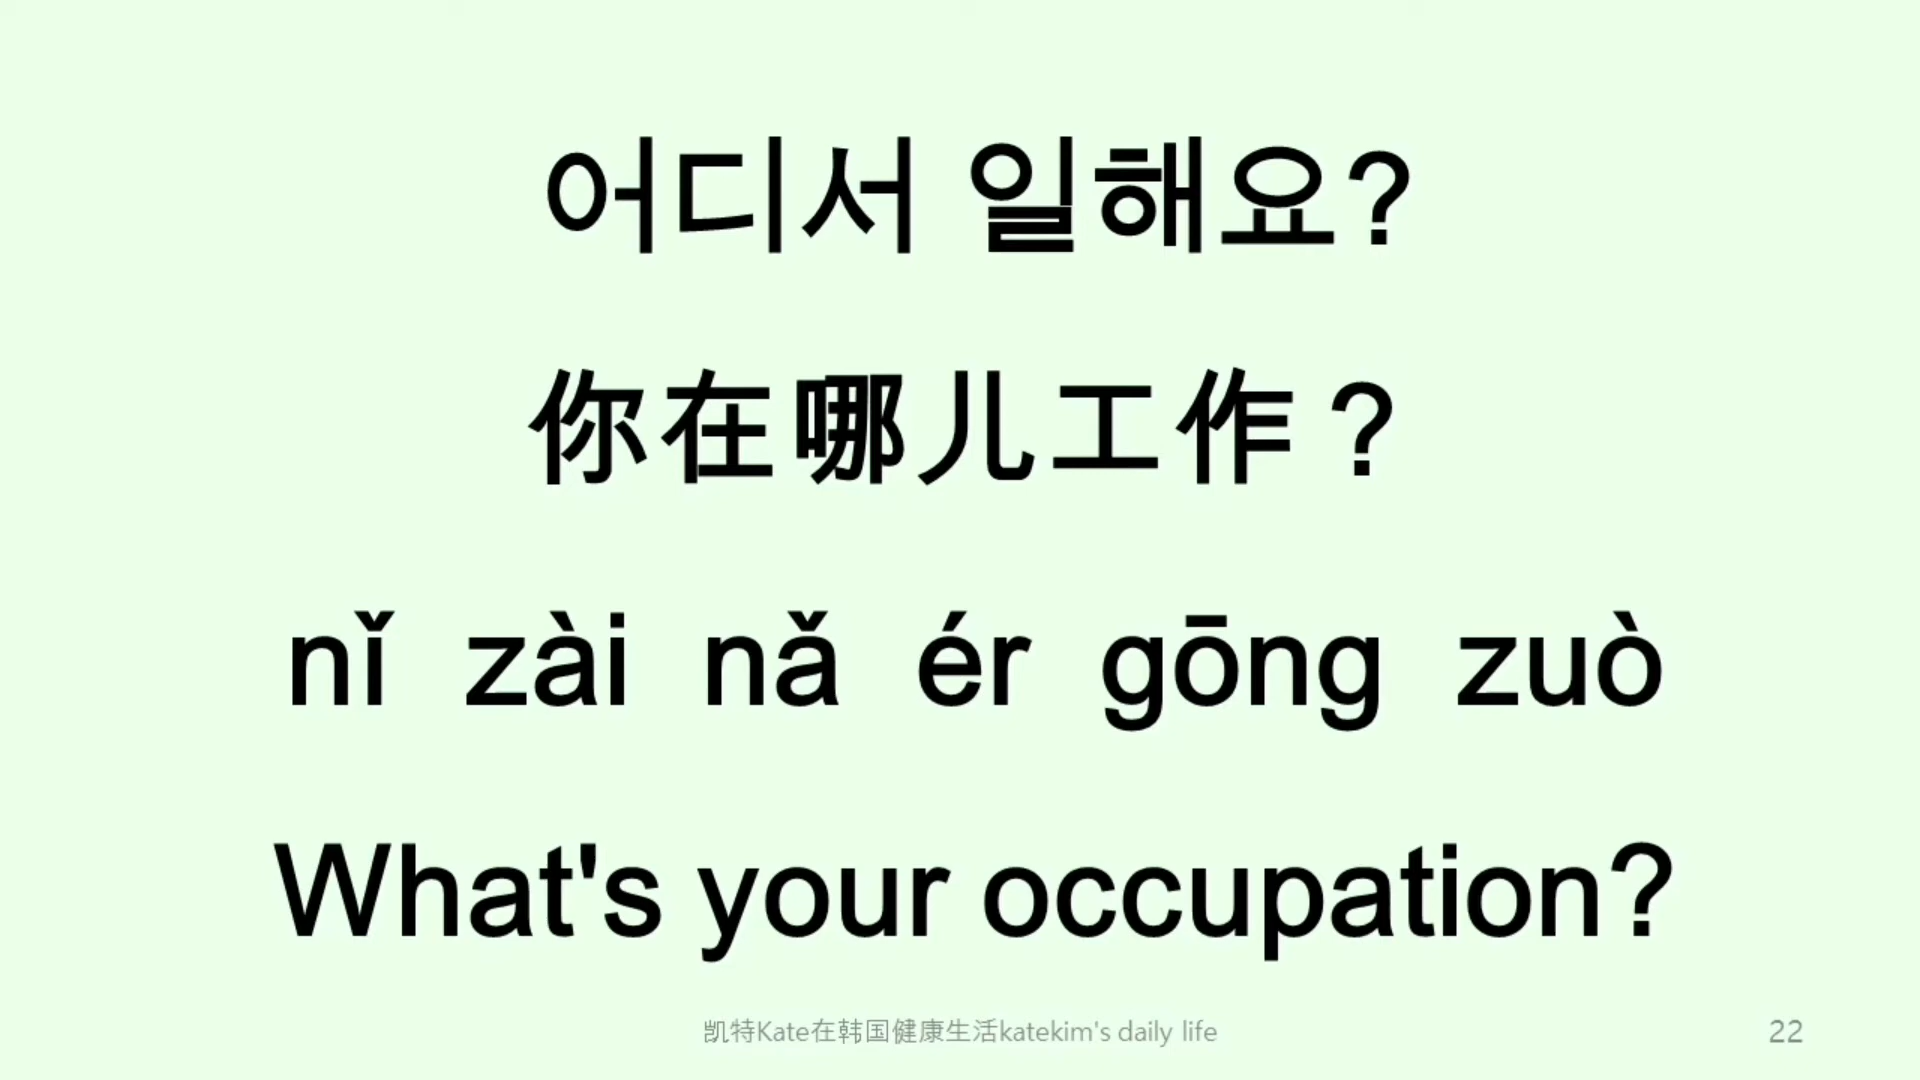 어디서 일해요?
你在哪儿工作？
nǐ zài nǎ ér gōng zuò
What's your occupation?
凯特Kate在韩国健康生活katekim's daily life
22